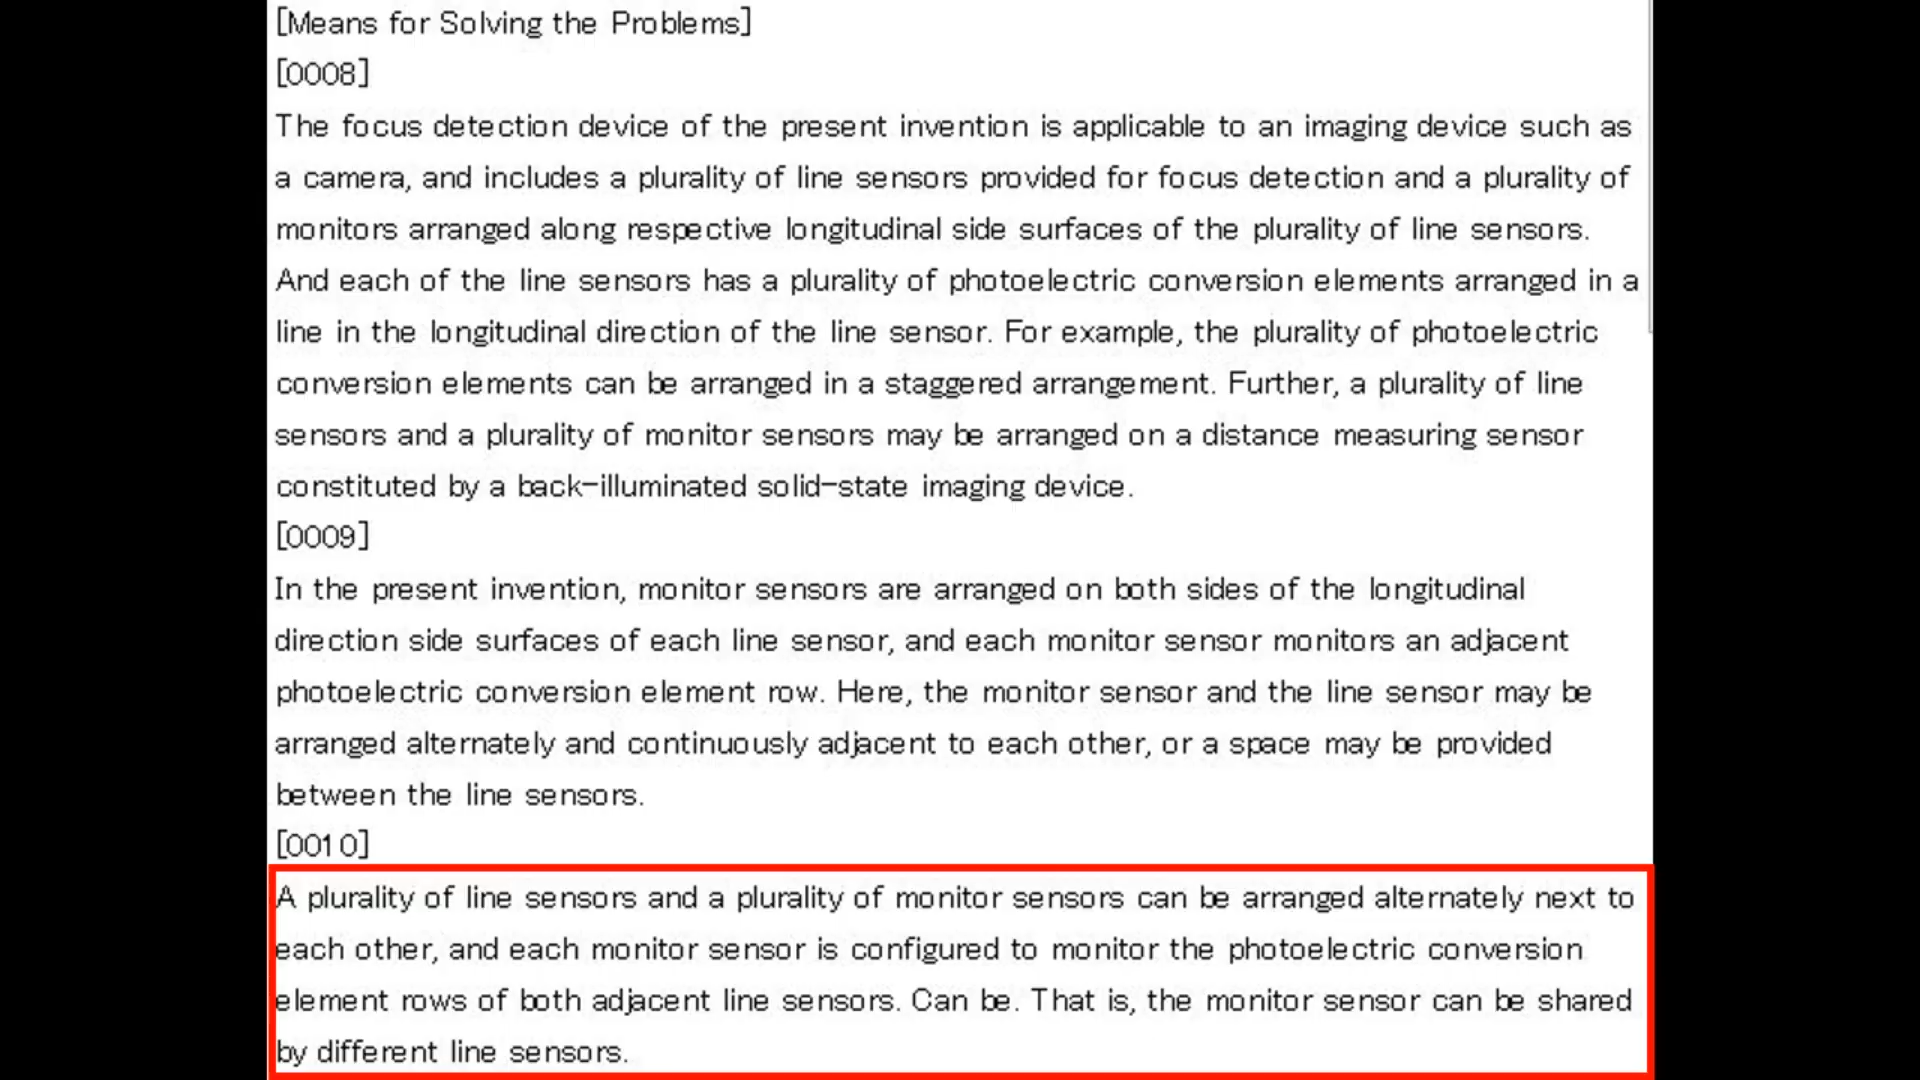 [Means for Solving the Problems]
[0008]
The focus detection device of the present invention is applicable to an imaging device such as
a camera, and includes a plurality of line sensors provided for focus detection and a plurality of
monitors arranged along respective longitudinal side surfaces of the plurality of line sensors.
And each of the line sensors has a plurality of photoelectric conversion elements arranged in a
line in the longitudinal direction of the line sensor. For example, the plurality of photoelectric
conversion elements can be arranged in a staggered arrangement. Further, a plurality of line
sensors and a plurality of monitor sensors may be arranged on a distance measuring sensor
constituted by a back-illuminated solid-state imaging device.
[0009]
In the present invention, monitor sensors are arranged on both sides of the longitudinal
direction side surfaces of each line sensor, and each monitor sensor monitors an adjacent
photoelectric conversion element row. Here, the monitor sensor and the line sensor may be
arranged alternately and continuously adjacent to each other, or a space may be provided
between the line sensors.
[0010]
A plurality of line sensors and a plurality of monitor sensors can be arranged alternately next to
each other, and each monitor sensor is configured to monitor the photoelectric conversion
element rows of both adjacent line sensors. Can be. That is, the monitor sensor can be shared
by different line sensors.